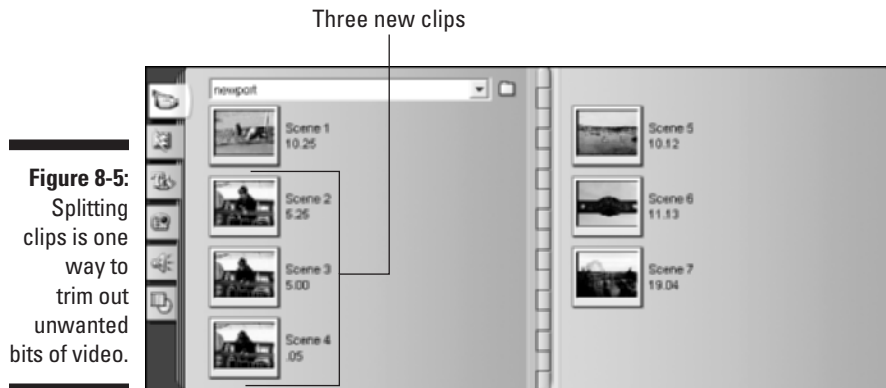 Three new clips
newport
Scene 1
10.25
Scene 2
5.25
Scene 3
5.00
Scene 4
.05
Scene 5
10.12
Scene 6
11.13
Scene 7
19.04
Figure 8-5:
Splitting
clips is one
way to
trim out
unwanted
bits of video.